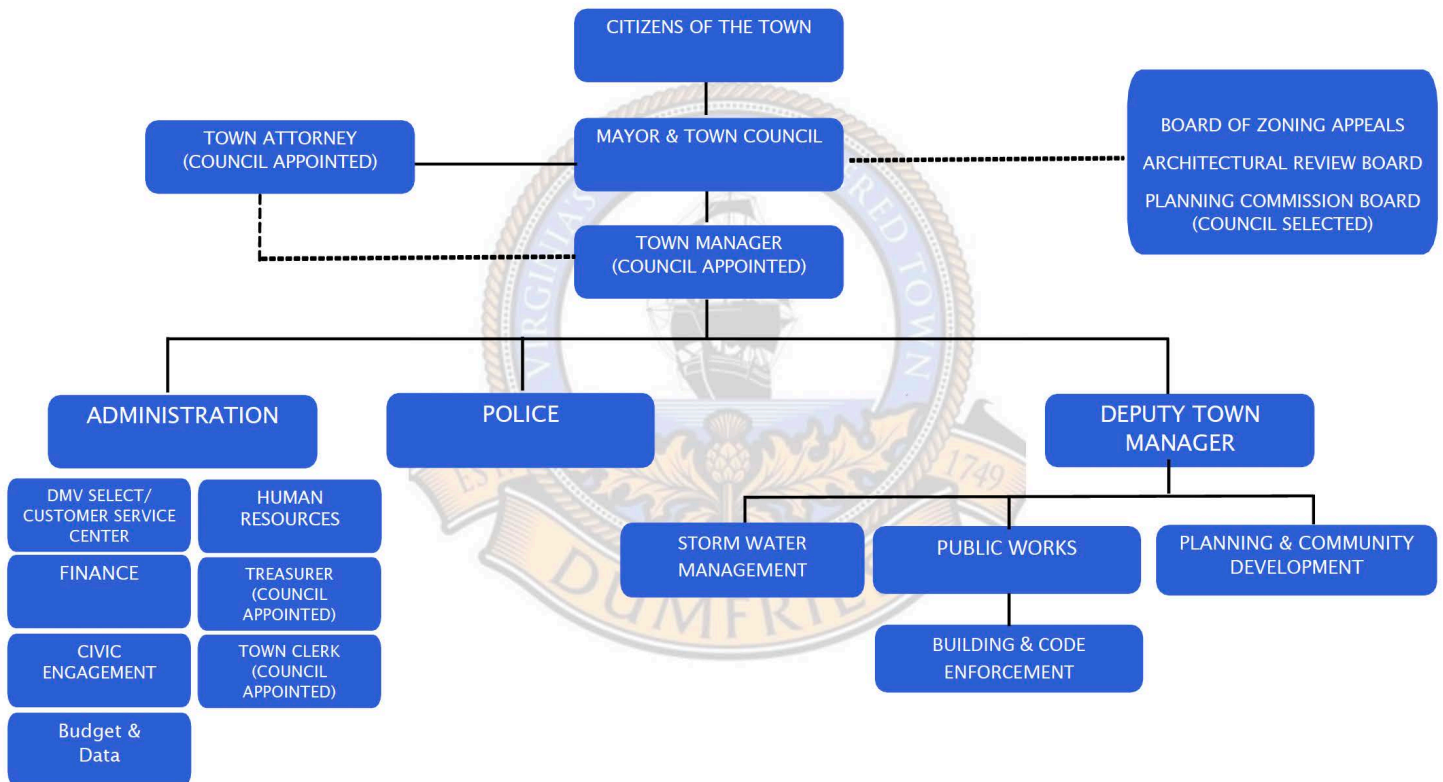 CITIZENS OF THE TOWN
TOWN ATTORNEY
(COUNCIL APPOINTED)
MAYOR & TOWN COUNCIL
BOARD OF ZONING APPEALS
ARCHITECTURAL REVIEW BOARD
PLANNING COMMISSION BOARD
(COUNCIL SELECTED)
TOWN MANAGER
(COUNCIL APPOINTED)
ADMINISTRATION
POLICE
DEPUTY TOWN
MANAGER
DMV SELECT/
CUSTOMER SERVICE
CENTER
HUMAN
RESOURCES
FINANCE
TREASURER
(COUNCIL
APPOINTED)
CIVIC
ENGAGEMENT
TOWN CLERK
(COUNCIL
APPOINTED)
Budget &
Data
STORM WATER
MANAGEMENT
PUBLIC WORKS
PLANNING & COMMUNITY
DEVELOPMENT
BUILDING & CODE
ENFORCEMENT
VIRGINIA'S
TOWN
1749